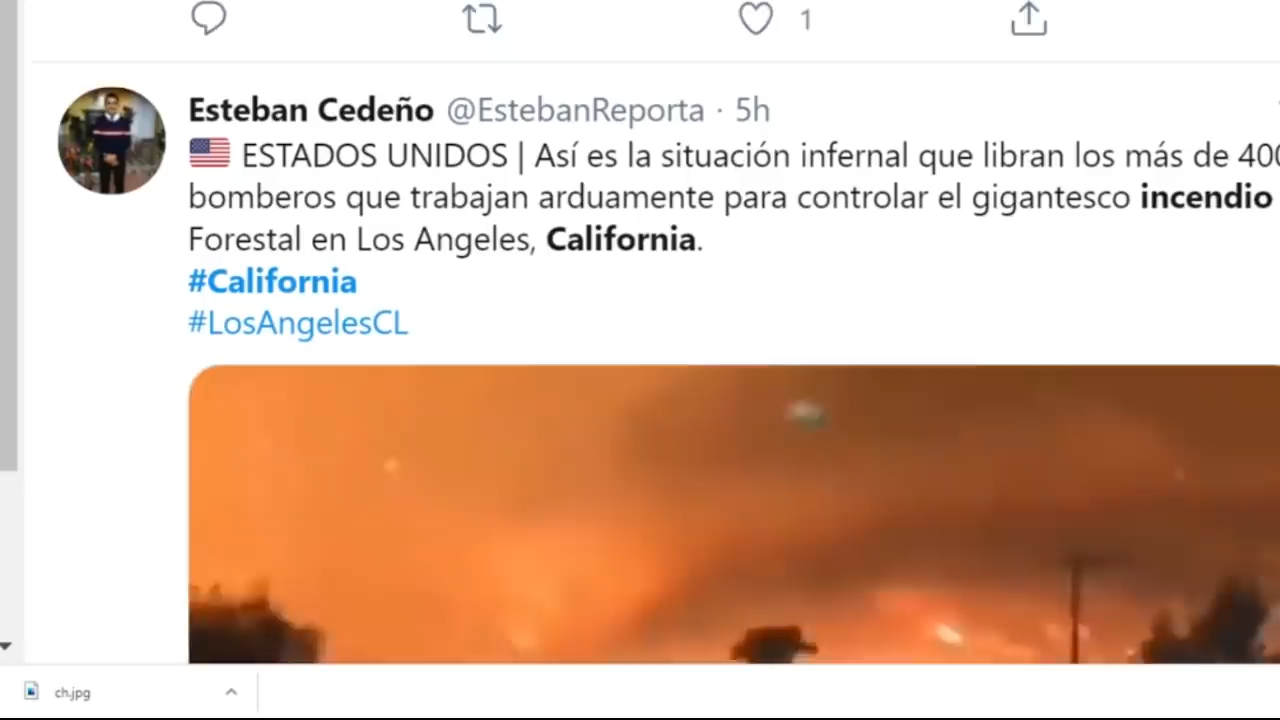 1
Esteban Cedeño @EstebanReporta · 5h
ESTADOS UNIDOS | Así es la situación infernal que libran los más de 400
bomberos que trabajan arduamente para controlar el gigantesco incendio
Forestal en Los Angeles, California.
#California
#LosAngelesCL
ch.jpg